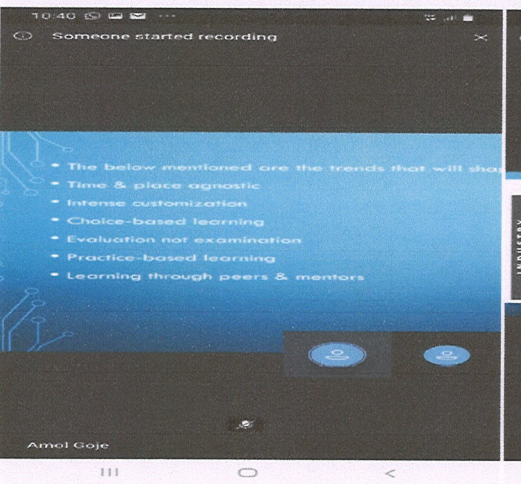 10:40
Someone started recording
• The below mentioned are the trends that will sha
• Time & place agnostic
• Intense customization
• Choice-based learning
• Evaluation not examination
• Practice-based learning
• Learning through peers & mentors
Amol Goje
INDUSTRY